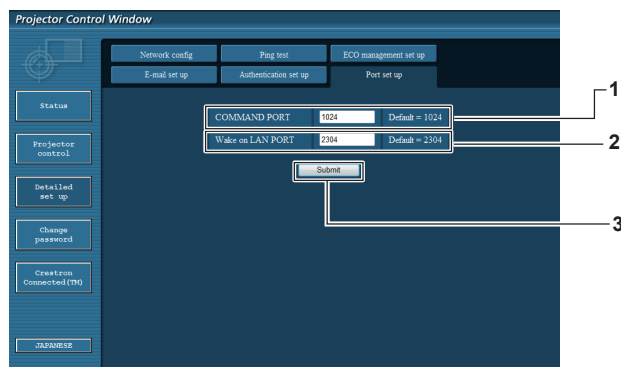 Projector Control Window
Network config
Ping test
ECO management set up
E-mail set up
Authentication set up
Port set up
Status
Projector
control
Detailed
set up
Change
password
Crestron
Connected(TM)
JAPANESE
COMMAND PORT 1024 Default = 1024
Wake on LAN PORT 2304 Default = 2304
Submit
1
2
3